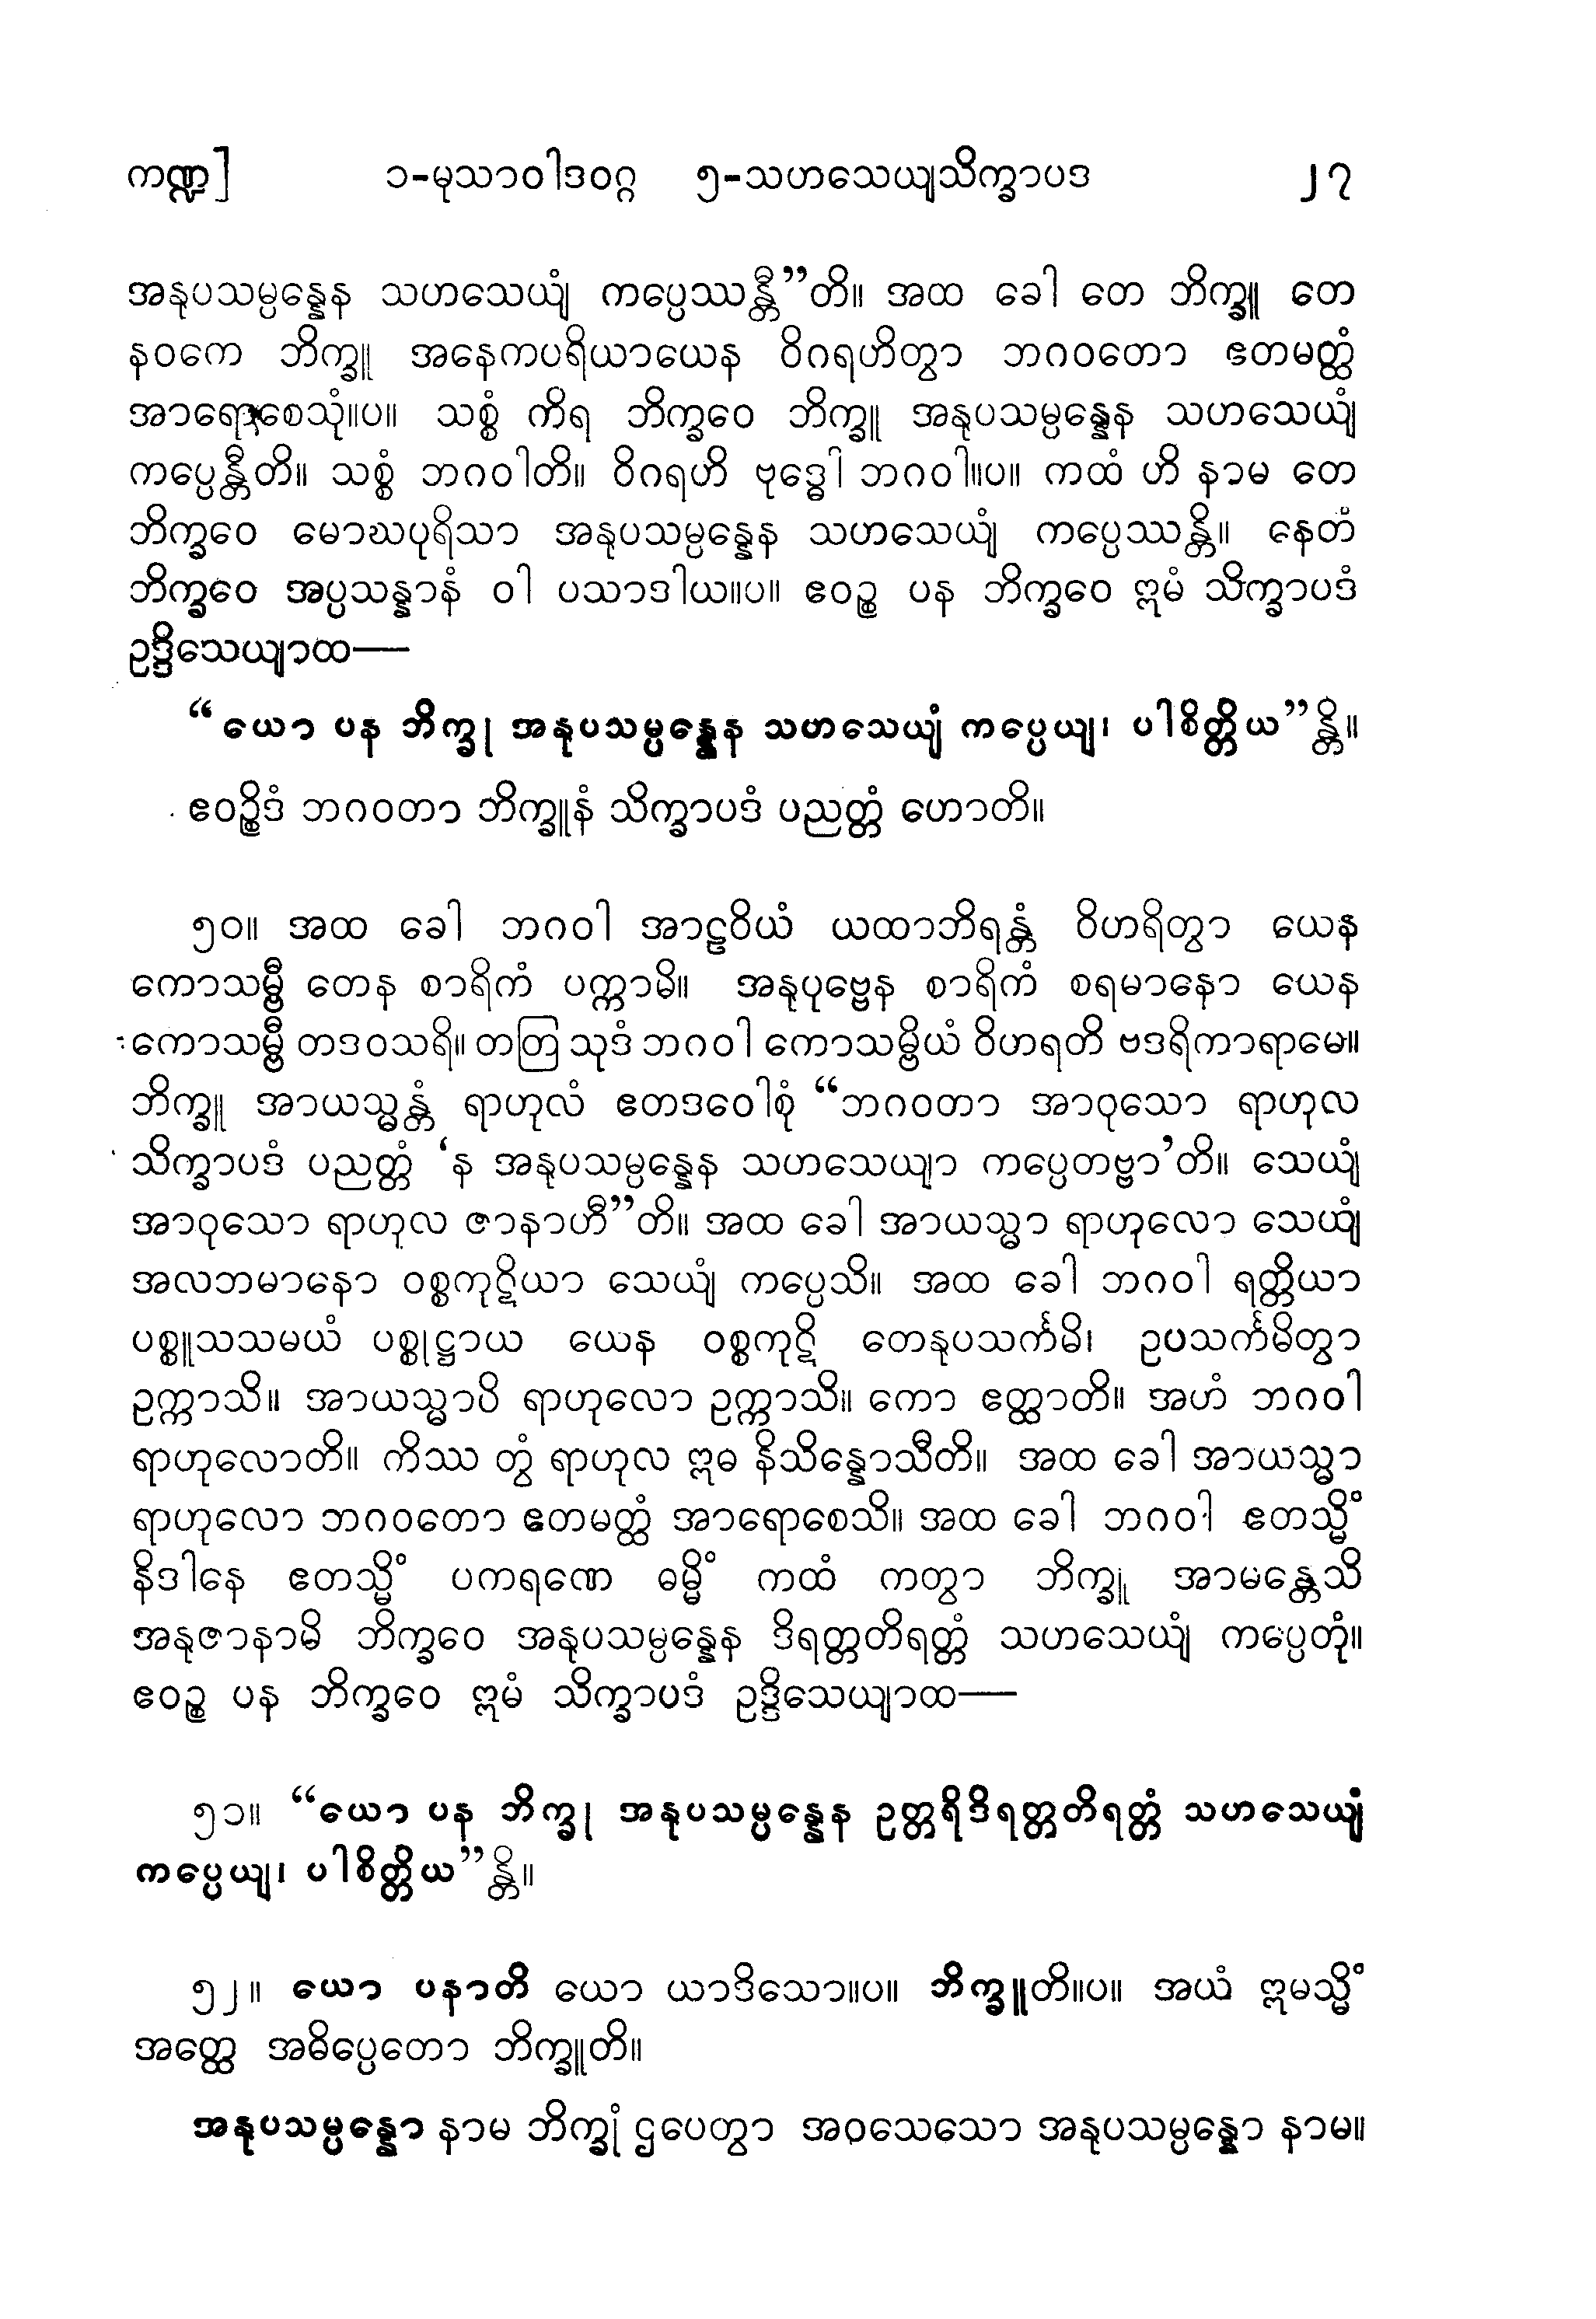 ကဏ္ဍ] ၁-မုသာဝါဒဝဂ္ဂ ၅-သဟသေယျသိက္ခာပဒ ၂၇
အနုပသမ္ပန္နေန သဟသေယျံ ကပ္ပေဿန္တီ”တိ။ အထ ခေါ တေ ဘိက္ခူ တေ
နဝကေ ဘိက္ခူ အနေကပရိယာယေန ဝိဂရဟိတွာ ဘဂဝတော ဧတမတ္ထံ
အာရောစေသုံ။ပ။ သစ္စံ ကိရ ဘိက္ခဝေ ဘိက္ခူ အနုပသမ္ပန္နေန သဟသေယျံ
ကပ္ပေန္တီတိ။ သစ္စံ ဘဂဝါတိ။ ဝိဂရဟိ ဗုဒ္ဓေါ ဘဂဝါ။ပ။ ကထံ ဟိ နာမ တေ
ဘိက္ခဝေ မောဃပုရိသာ အနုပသမ္ပန္နေန သဟသေယျံ ကပ္ပေဿန္တိ။ နေတံ
ဘိက္ခဝေ အပ္ပသန္နာနံ ဝါ ပသာဒါယ။ပ။ ဧဝဉ္စ ပန ဘိက္ခဝေ ဣမံ သိက္ခာပဒံ
ဥဒ္ဒိသေယျာထ—
“ ယော ပန ဘိက္ခု အနုပသမ္ပန္နေန သဟသေယျံ ကပ္ပေယျ၊ ပါစိတ္တိယ”န္တိ။
ဧဝဉ္စိဒံ ဘဂဝတာ ဘိက္ခူနံ သိက္ခာပဒံ ပညတ္တံ ဟောတိ။
၅၀။ အထ ခေါ ဘဂဝါ အာဠဝိယံ ယထာဘိရန္တံ ဝိဟရိတွာ ယေန
ကောသမ္ဗီ တေန စာရိကံ ပက္ကာမိ။ အနုပုဗ္ဗေန စာရိကံ စရမာနော ယေန
ကောသမ္ဗီ တဒဝသရိ။ တတြ သုဒံ ဘဂဝါ ကောသမ္ဗိယံ ဝိဟရတိ ဗဒရိကာရာမေ။
ဘိက္ခူ အာယသ္မန္တံ ရာဟုလံ ဧတဒဝေါစုံ “ဘဂဝတာ အာဝုသော ရာဟုလ
သိက္ခာပဒံ ပညတ္တံ ‘န အနုပသမ္ပန္နေန သဟသေယျာ ကပ္ပေတဗ္ဗာ’တိ။ သေယျံ
အာဝုသော ရာဟုလ ဇာနာဟီ”တိ။ အထ ခေါ အာယသ္မာ ရာဟုလော သေယျံ
အလဘမာနော ဝစ္စကုဋိယာ သေယျံ ကပ္ပေသိ။ အထ ခေါ ဘဂဝါ ရတ္တိယာ
ပစ္စူသသမယံ ပစ္စုဋ္ဌာယ ယေန ဝစ္စကုဋိ တေနုပသင်္ကမိ၊ ဥပသင်္ကမိတွာ
ဥက္ကာသိ။ အာယသ္မာပိ ရာဟုလော ဥက္ကာသိ။ ကော ဧတ္ထာတိ။ အဟံ ဘဂဝါ
ရာဟုလောတိ။ ကိဿ တွံ ရာဟုလ ဣဓ နိသိန္နောသီတိ။ အထ ခေါ အာယသ္မာ
ရာဟုလော ဘဂဝတော ဧတမတ္ထံ အာရောစေသိ။ အထ ခေါ ဘဂဝါ ဧတသ္မိံ
နိဒါနေ ဧတသ္မိံ ပကရဏေ ဓမ္မိံ ကထံ ကတွာ ဘိက္ခူ အာမန္တေသိ
အနုဇာနာမိ ဘိက္ခဝေ အနုပသမ္ပန္နေန ဒိရတ္တတိရတ္တံ သဟသေယျံ ကပ္ပေတုံ။
ဧဝဉ္စ ပန ဘိက္ခဝေ ဣမံ သိက္ခာပဒံ ဥဒ္ဒိသေယျာထ—
၅၁။ “ယော ပန ဘိက္ခု အနုပသမ္ပန္နေန ဥတ္တရိဒိရတ္တတိရတ္တံ သဟသေယျံ
ကပ္ပေယျ၊ ပါစိတ္တိယ”န္တိ။
၅၂။ ယော ပနာတိ ယော ယာဒိသော။ပ။ ဘိက္ခူတိ။ပ။ အယံ ဣမသ္မိံ
အတ္ထေ အဓိပ္ပေတော ဘိက္ခူတိ။
အနုပသမ္ပန္နော နာမ ဘိက္ခုံ ဌပေတွာ အဝသေသော အနုပသမ္ပန္နော နာမ။